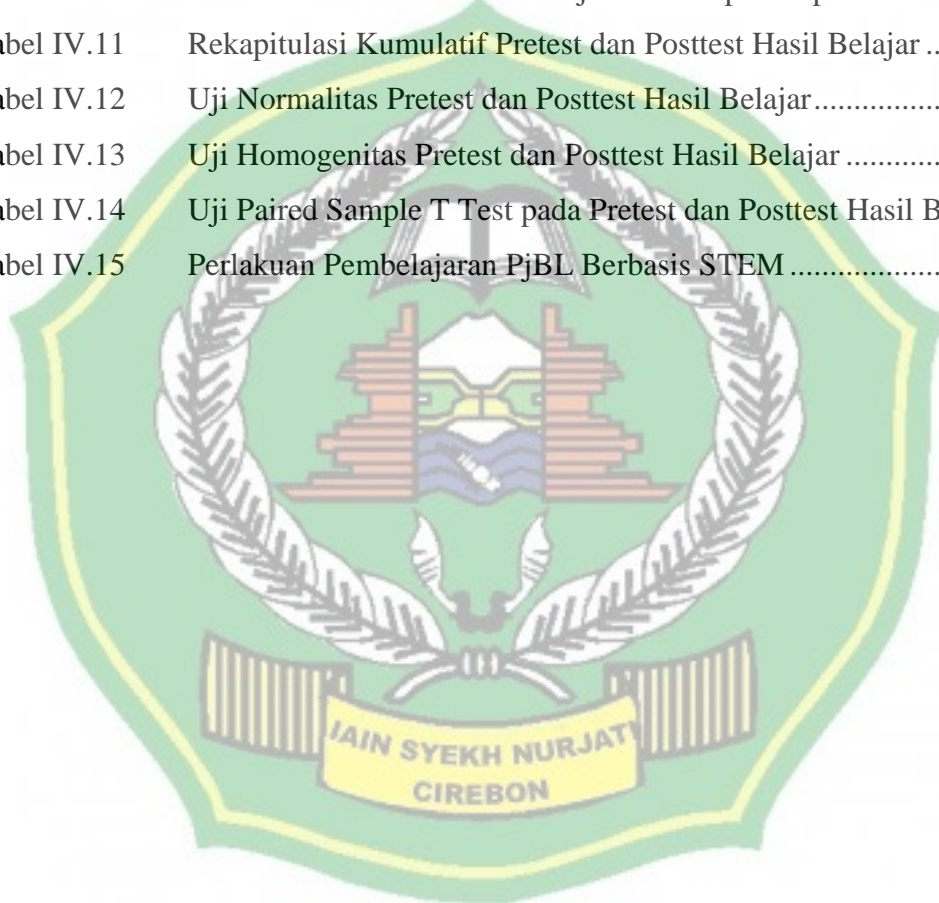 abel IV.11 Rekapitulasi Kumulatif Pretest dan Posttest Hasil Belajar ..
abel IV.12 Uji Normalitas Pretest dan Posttest Hasil Belajar.................
abel IV.13 Uji Homogenitas Pretest dan Posttest Hasil Belajar .............
abel IV.14 Uji Paired Sample T Test pada Pretest dan Posttest Hasil B
abel IV.15 Perlakuan Pembelajaran PjBL Berbasis STEM ...................
IAIN SYEKH NURJATI
CIREBON